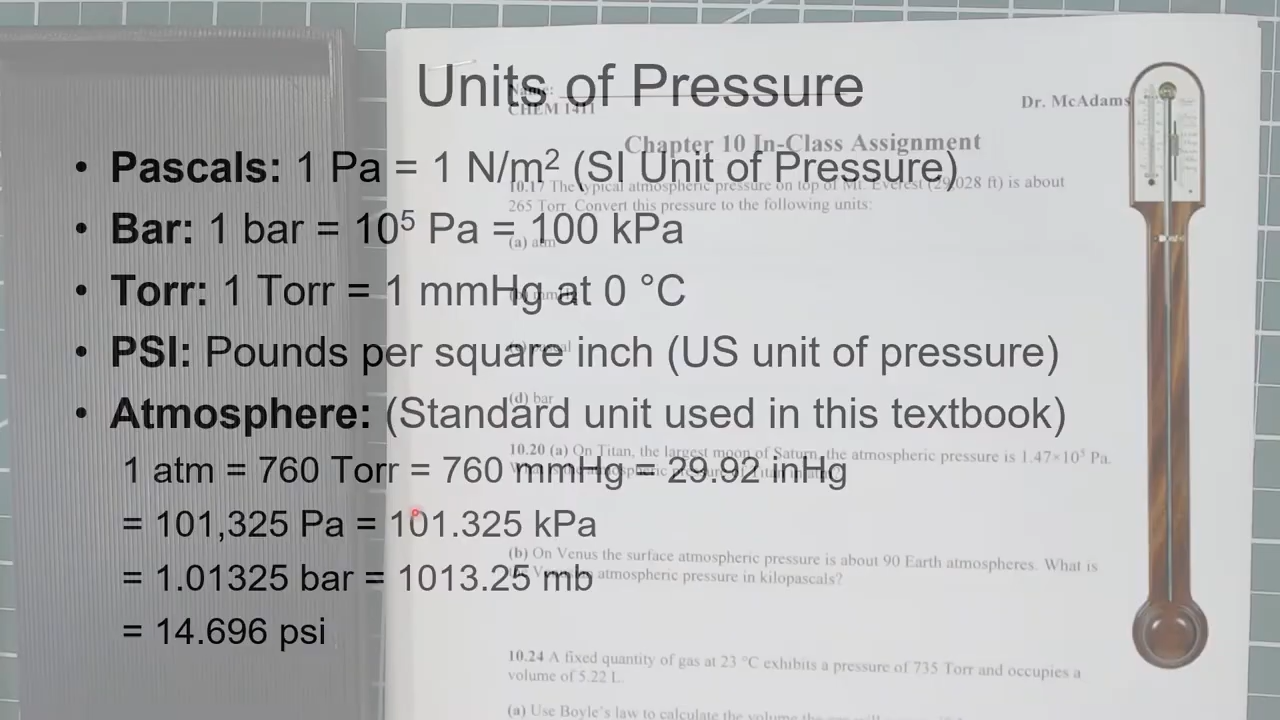 Units of Pressure
• Pascals: 1 Pa = 1 N/m² (SI Unit of Pressure)
• Bar: 1 bar = 10⁵ Pa = 100 kPa
• Torr: 1 Torr = 1 mmHg at 0 °C
• PSI: Pounds per square inch (US unit of pressure)
• Atmosphere: (Standard unit used in this textbook)
1 atm = 760 Torr = 760 mmHg = 29.92 inHg
= 101,325 Pa = 101.325 kPa
= 1.01325 bar = 1013.25 mb
= 14.696 psi
Name:
CHEM 1411
Dr. McAdams
Chapter 10 In-Class Assignment
10.17 The typical atmospheric pressure on top of Mt. Everest (29,028 ft) is about
265 Torr. Convert this pressure to the following units:
(a) atm
(b) mmHg
(c) pascal
(d) bar
10.20 (a) On Titan, the largest moon of Saturn, the atmospheric pressure is 1.47×10⁵ Pa.
(b) On Venus the surface atmospheric pressure is about 90 Earth atmospheres. What is
atmospheric pressure in kilopascals?
10.24 A fixed quantity of gas at 23 °C exhibits a pressure of 735 Torr and occupies a
volume of 5.22 L.
(a) Use Boyle's law to calculate the volume the gas will